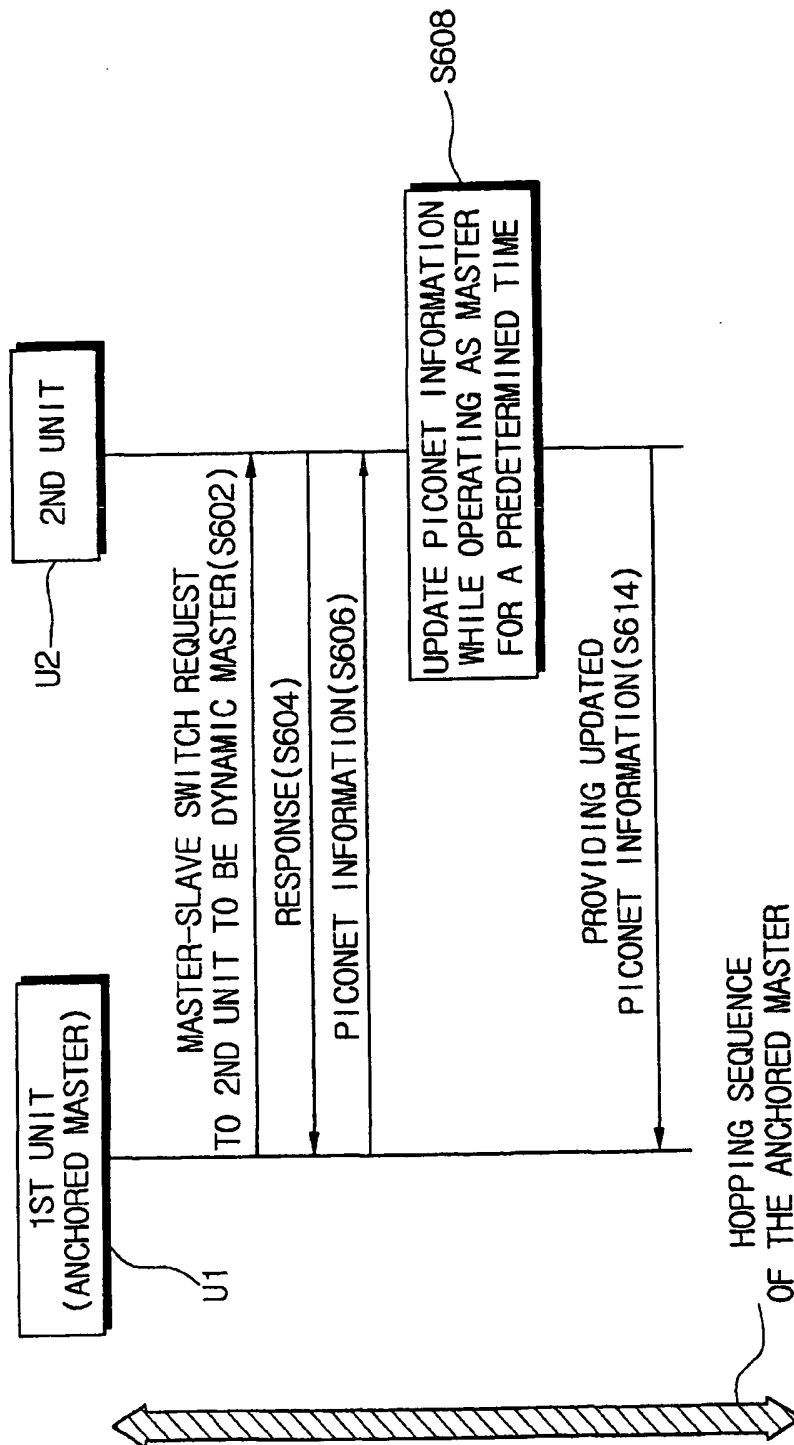 1ST UNIT
(ANCHORED MASTER)
U1
2ND UNIT
U2
MASTER-SLAVE SWITCH REQUEST
TO 2ND UNIT TO BE DYNAMIC MASTER(S602)
RESPONSE(S604)
PICONET INFORMATION(S606)
UPDATE PICONET INFORMATION
WHILE OPERATING AS MASTER
FOR A PREDETERMINED TIME
S608
PROVIDING UPDATED
PICONET INFORMATION(S614)
HOPPING SEQUENCE
OF THE ANCHORED MASTER